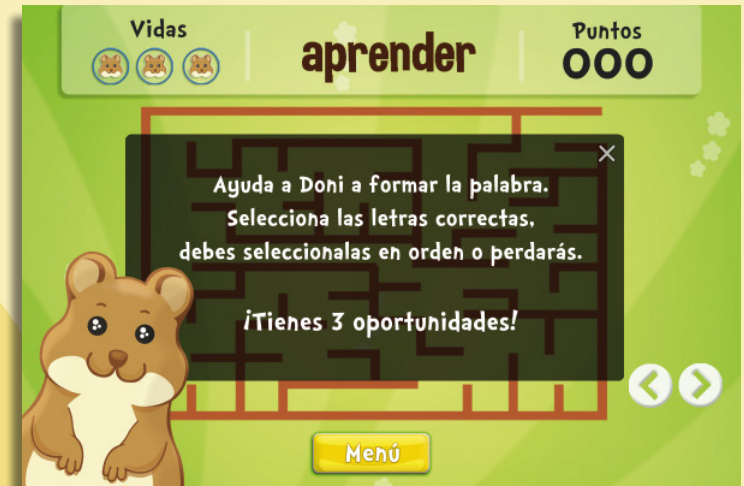 Vidas
aprender
Puntos
000
Ayuda a Doni a formar la palabra.
Selecciona las letras correctas,
debes seleccionalas en orden o perdarás.
¡Tienes 3 oportunidades!
Menú